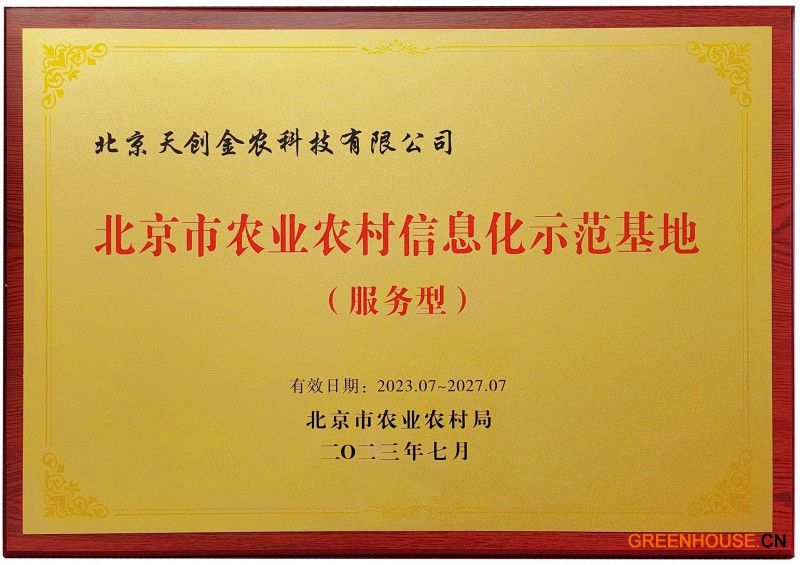 北京天创金农科技有限公司
北京市农业农村信息化示范基地
（服务型）
有效日期：2023.07~2027.07
北京市农业农村局
二〇二三年七月
GREENHOUSE.CN